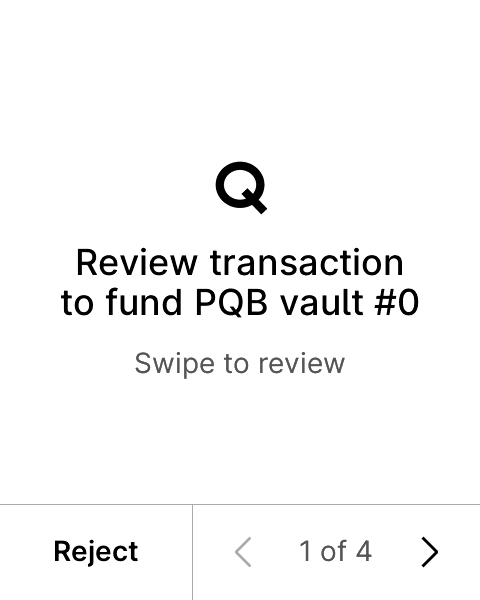 Q
Review transaction
to fund PQB vault #0
Swipe to review
Reject
1 of 4